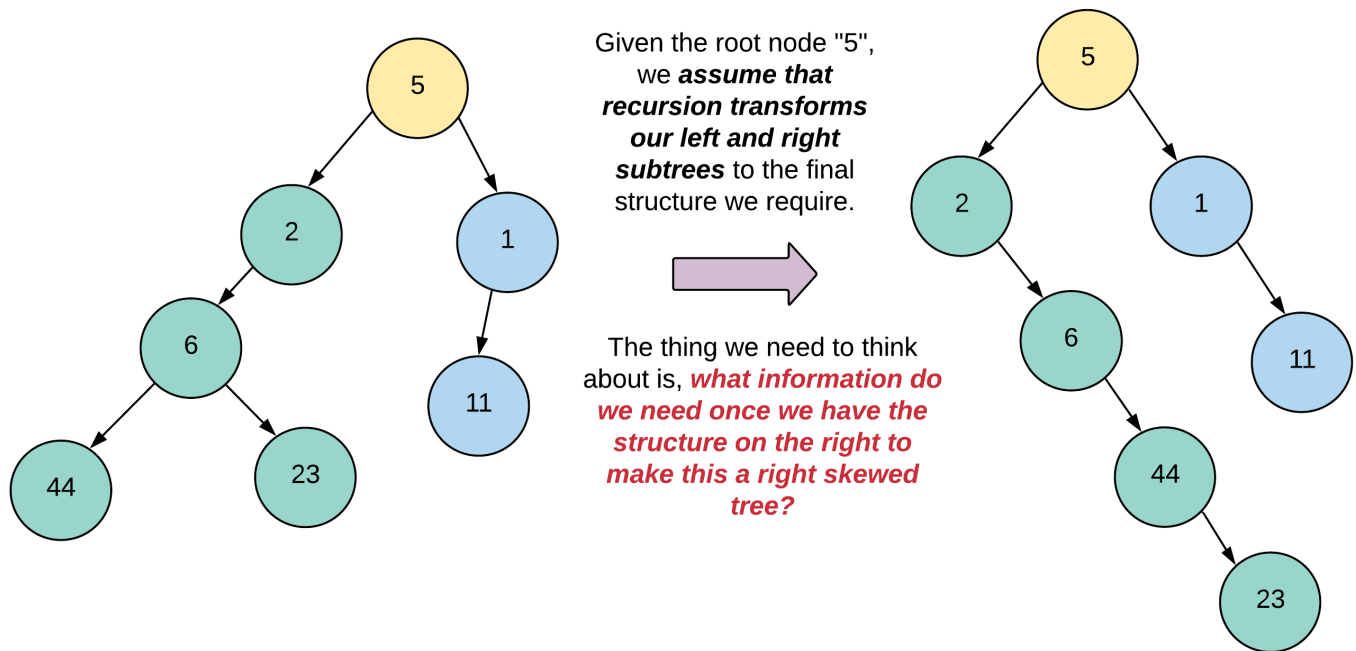 5
2
1
6
11
44
23
Given the root node "5",
we assume that
recursion transforms
our left and right
subtrees to the final
structure we require.
The thing we need to think
about is, what information do
we need once we have the
structure on the right to
make this a right skewed
tree?
5
2
1
6
11
44
23